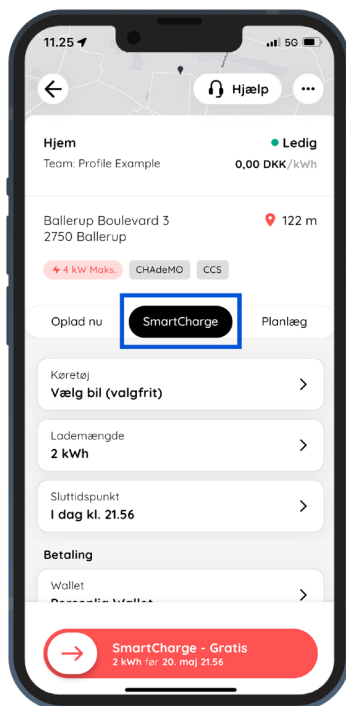 11.25
5G
Hjælp
Hjem
Ledig
Team: Profile Example
0,00 DKK/kWh
Ballerup Boulevard 3
122 m
2750 Ballerup
4 kW Maks.
CHAdeMO
CCS
Oplad nu
SmartCharge
Planlæg
Køretøj
Vælg bil (valgfrit)
Lademængde
2 kWh
Sluttidspunkt
I dag kl. 21.56
Betaling
Wallet
Personlig Wallet
SmartCharge - Gratis
2 kWh før 20. maj 21.56